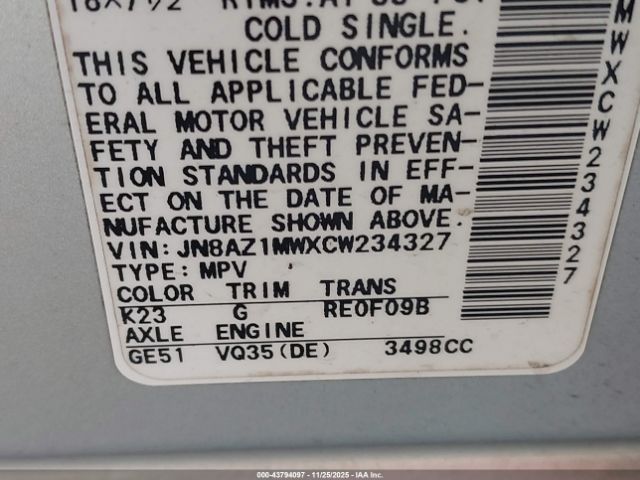 COLD SINGLE.
THIS VEHICLE CONFORMS
TO ALL APPLICABLE FED-
ERAL MOTOR VEHICLE SA-
FETY AND THEFT PREVEN-
TION STANDARDS IN EFF-
ECT ON THE DATE OF MA-
NUFACTURE SHOWN ABOVE.
VIN: JN8AZ1MWXCW234327
TYPE: MPV
COLOR TRIM TRANS
K23 G RE0F09B
AXLE ENGINE
GE51 VQ35(DE) 3498CC
MWXCW234327
000-43794097 - 11/25/2025 - IAA Inc.